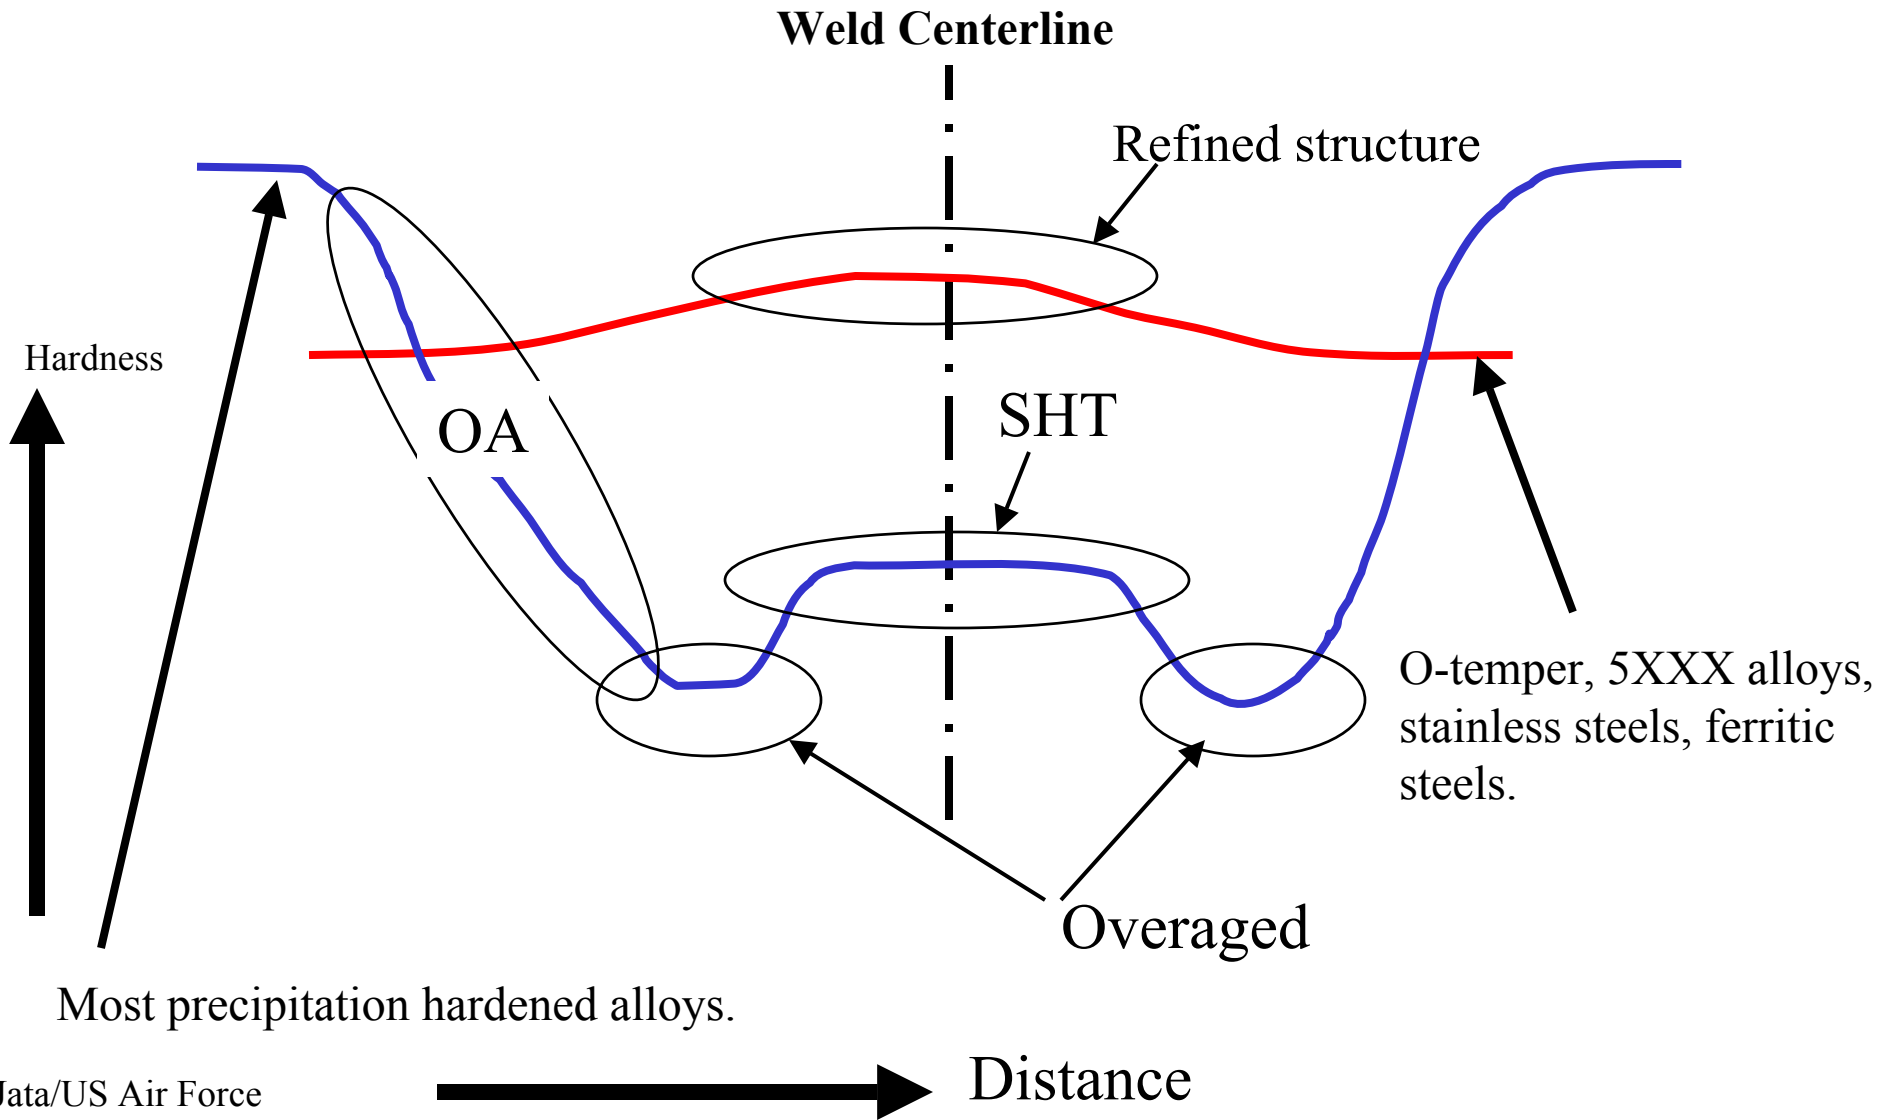 Weld Centerline
Refined structure
Hardness
OA
SHT
O-temper, 5XXX alloys,
stainless steels, ferritic
steels.
Overaged
Most precipitation hardened alloys.
Jata/US Air Force
Distance